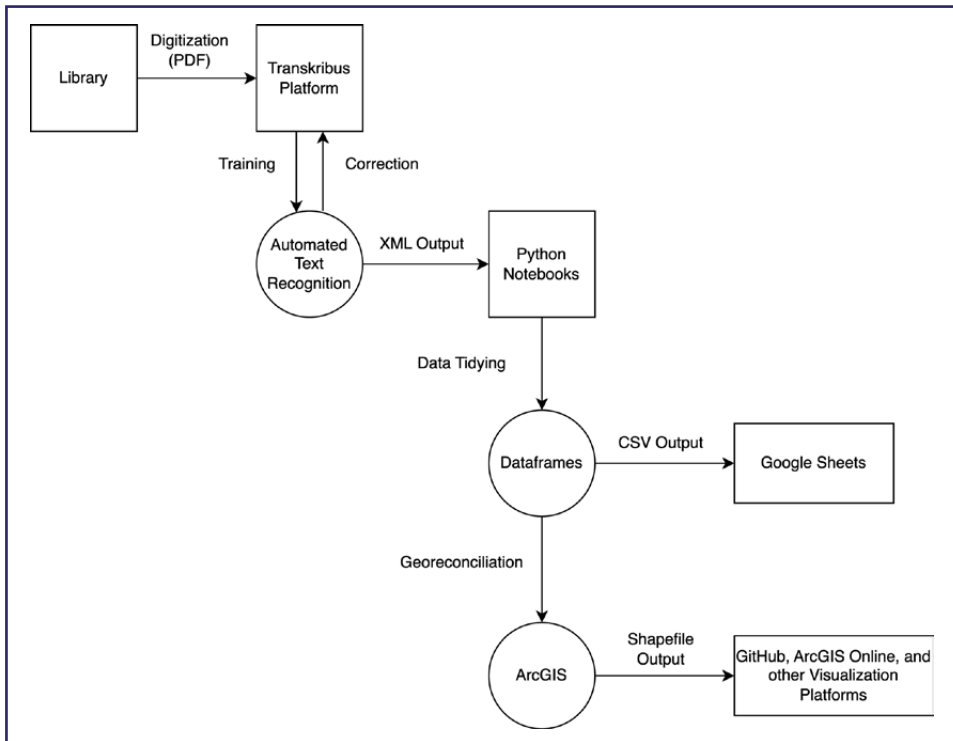 Digitization
(PDF)
Library
Transkribus
Platform
Training
Correction
Automated
Text
Recognition
XML Output
Python
Notebooks
Data Tidying
Dataframes
CSV Output
Google Sheets
Georeconciliation
ArcGIS
Shapefile
Output
GitHub, ArcGIS Online, and
other Visualization
Platforms